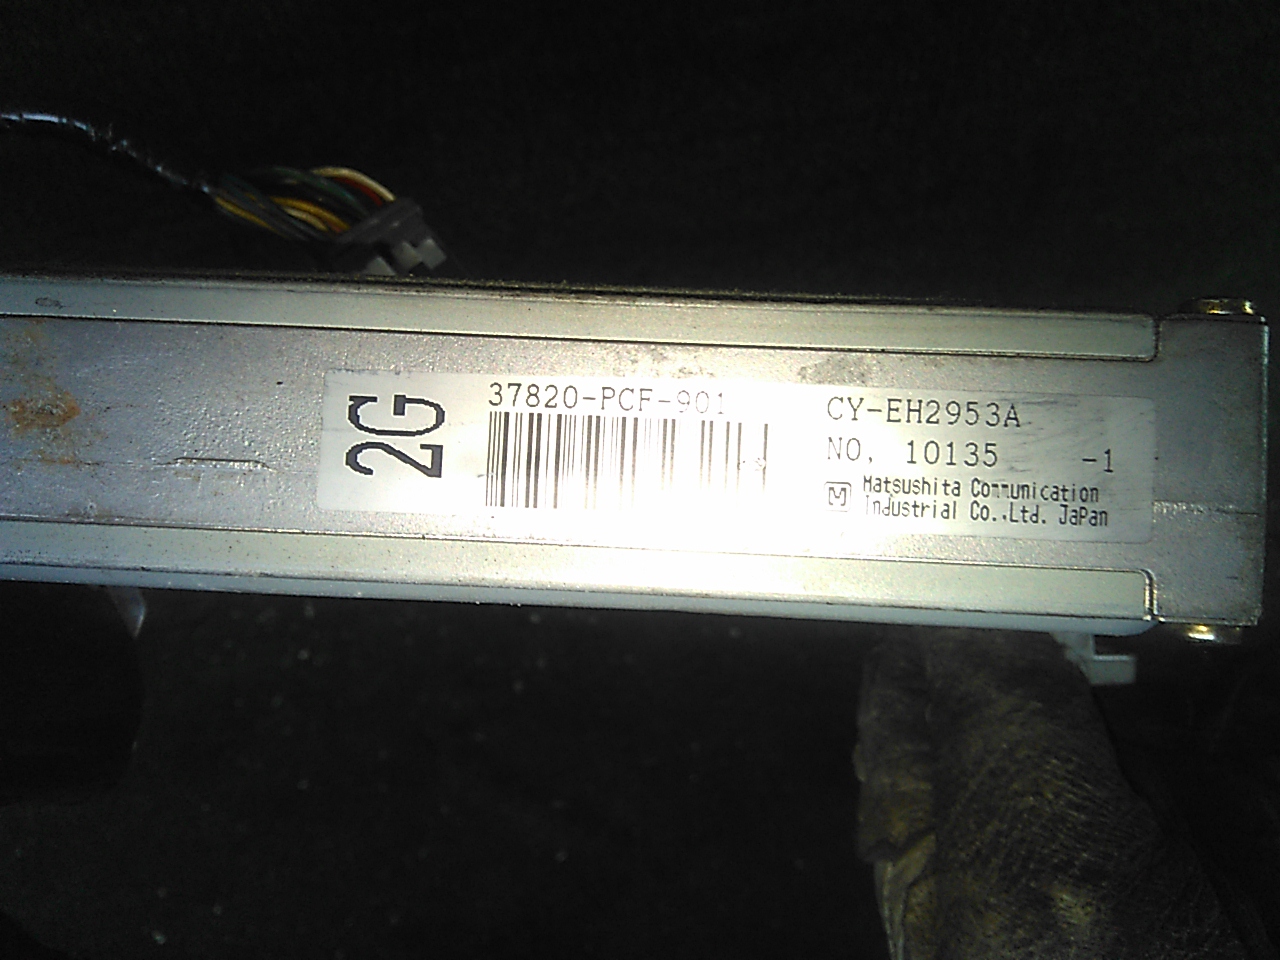 2G
37820-PCF-901
CY-EH2953A
NO. 10135 -1
M Matsushita Communication
Industrial Co.,Ltd. Japan